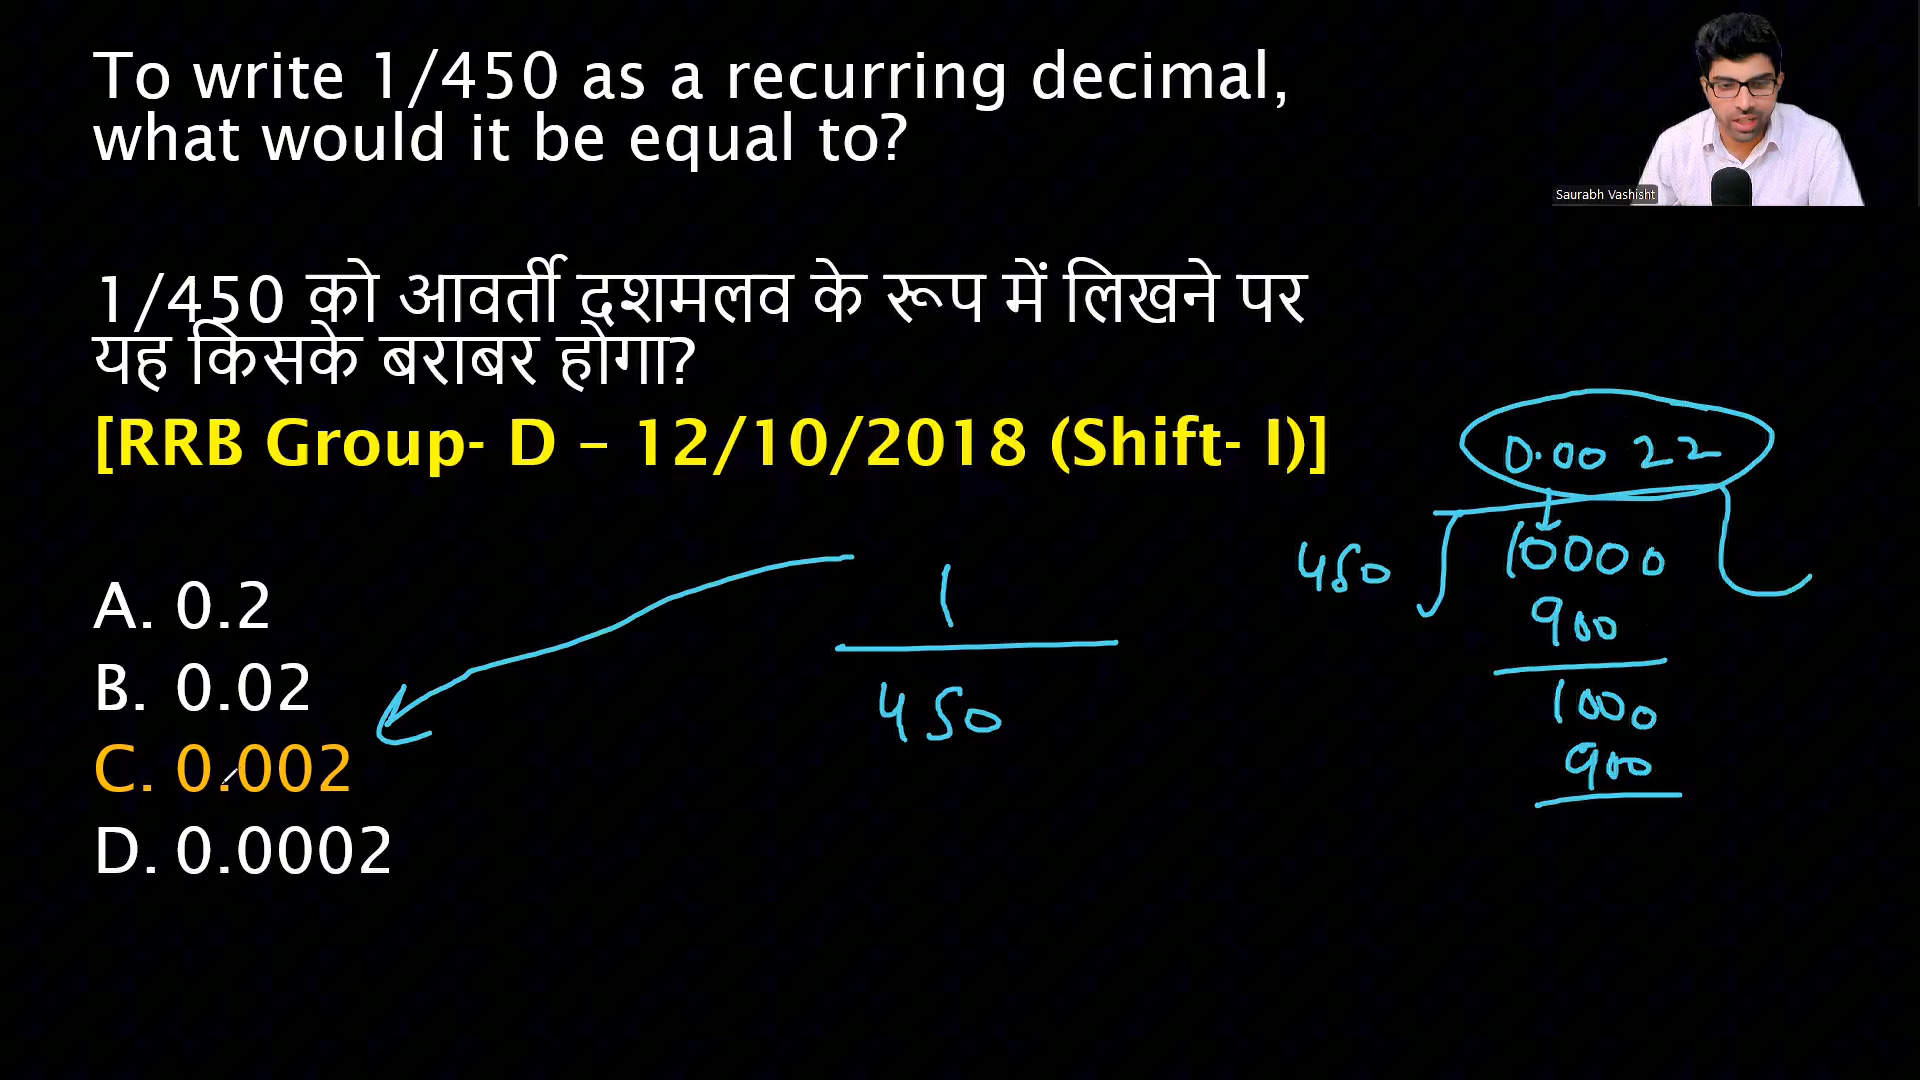 To write 1/450 as a recurring decimal,
what would it be equal to?
Saurabh Vashisht
1/450 को आवर्ती दशमलव के रूप में लिखने पर
यह किसके बराबर होगा?
[RRB Group- D – 12/10/2018 (Shift- I)]
A. 0.2
B. 0.02
C. 0.002
D. 0.0002
1
450
0.00 22
450
10000
900
1000
900